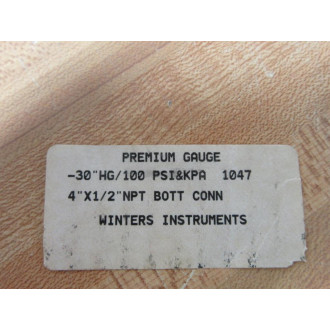 PREMIUM GAUGE
-30"HG/100 PSI&KPA 1047
4"X1/2"NPT BOTT CONN
WINTERS INSTRUMENTS